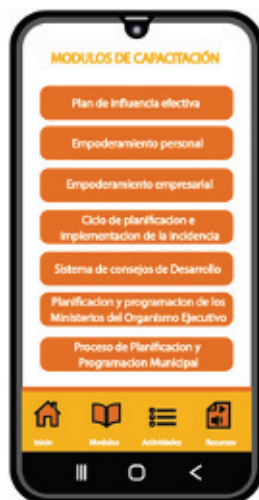 MODULOS DE CAPACITACIÓN
Plan de influencia efectiva
Empoderamiento personal
Empoderamiento empresarial
Ciclo de planificacion e
implementacion de la incidencia
Sistema de consejos de Desarrollo
Planificacion y programacion de los
Ministerios del Organismo Ejecutivo
Proceso de Planificacion y
Programacion Municipal
Inicio Modulos Actividades Recursos